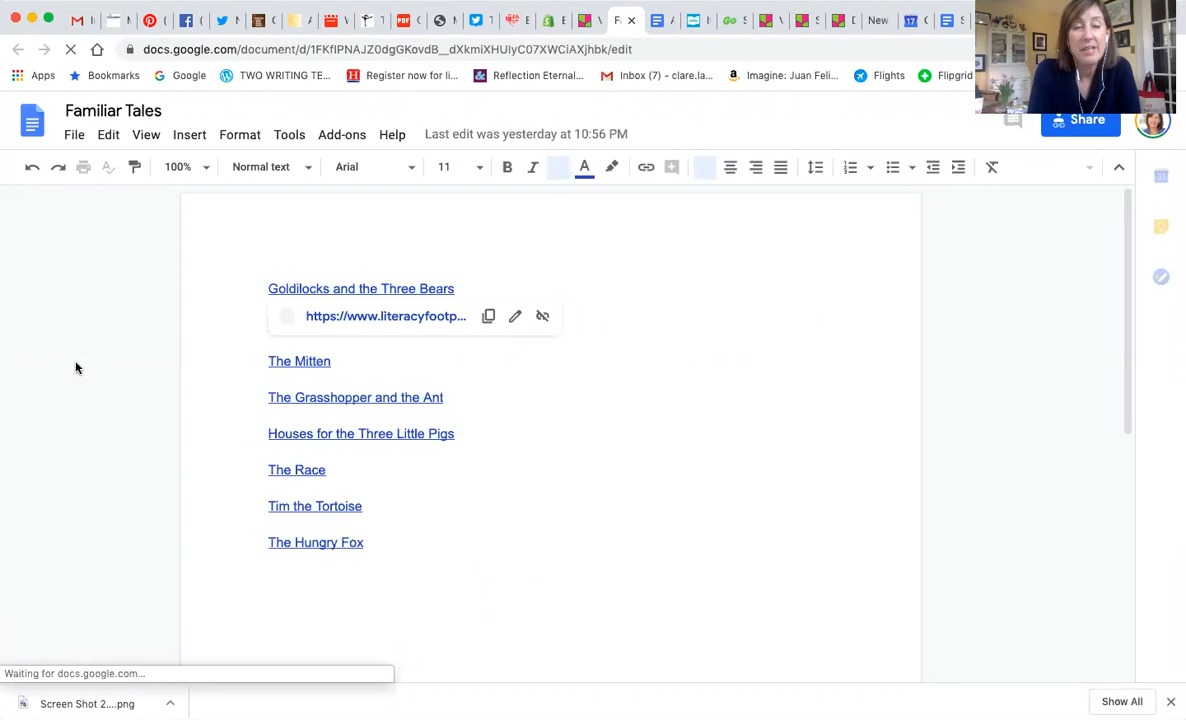 docs.google.com/document/d/1FKfIPNAJZ0dgGKovdB__dXkmiXHUlyC07XWCiAXjhbk/edit
Apps Bookmarks Google TWO WRITING TE... Register now for li... Reflection Eternal... Inbox (7) – clare.la... Imagine: Juan Feli... Flights Flipgrid
Familiar Tales
File Edit View Insert Format Tools Add-ons Help Last edit was yesterday at 10:56 PM
Share
100% Normal text Arial 11 B I A
Goldilocks and the Three Bears
https://www.literacyfootp...
The Mitten
The Grasshopper and the Ant
Houses for the Three Little Pigs
The Race
Tim the Tortoise
The Hungry Fox
Waiting for docs.google.com...
Screen Shot 2....png
Show All